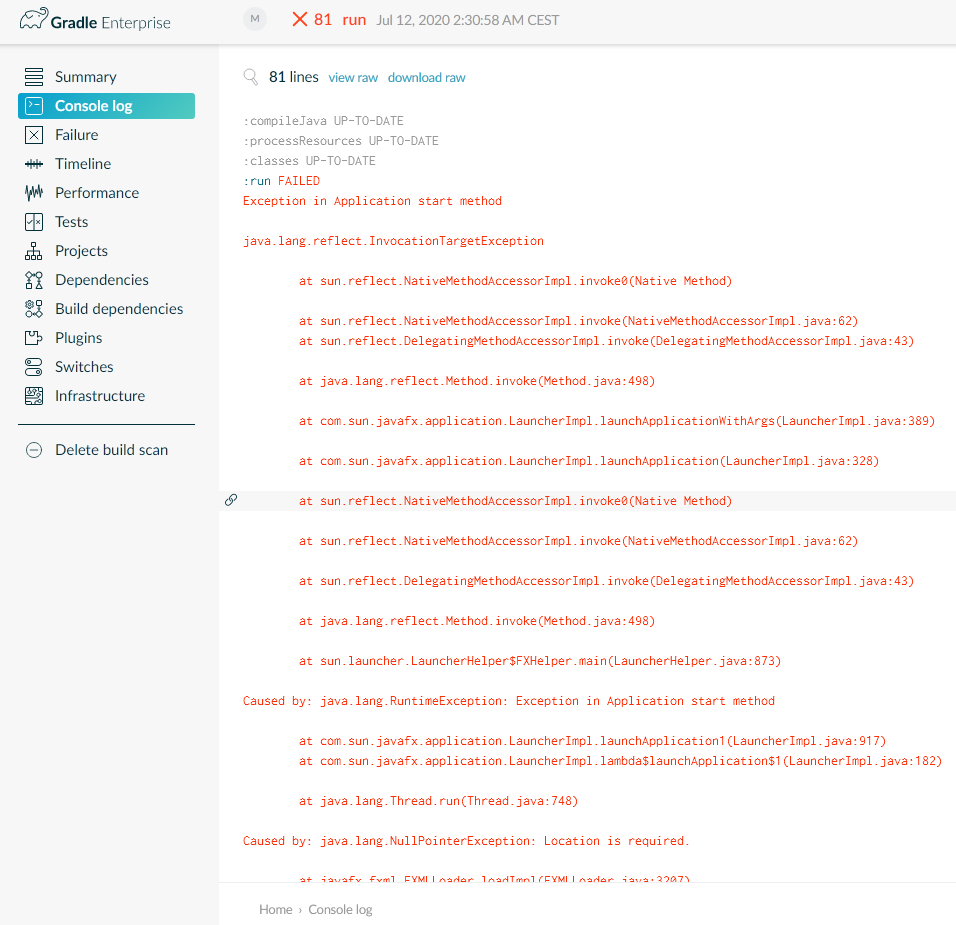 Gradle Enterprise
M 81 run Jul 12, 2020 2:30:58 AM CEST
Summary
Console log
Failure
Timeline
Performance
Tests
Projects
Dependencies
Build dependencies
Plugins
Switches
Infrastructure
Delete build scan
81 lines view raw download raw
:compileJava UP-TO-DATE
:processResources UP-TO-DATE
:classes UP-TO-DATE
:run FAILED
Exception in Application start method
java.lang.reflect.InvocationTargetException
at sun.reflect.NativeMethodAccessorImpl.invoke0(Native Method)
at sun.reflect.NativeMethodAccessorImpl.invoke(NativeMethodAccessorImpl.java:62)
at sun.reflect.DelegatingMethodAccessorImpl.invoke(DelegatingMethodAccessorImpl.java:43)
at java.lang.reflect.Method.invoke(Method.java:498)
at com.sun.javafx.application.LauncherImpl.launchApplicationWithArgs(LauncherImpl.java:389)
at com.sun.javafx.application.LauncherImpl.launchApplication(LauncherImpl.java:328)
at sun.reflect.NativeMethodAccessorImpl.invoke0(Native Method)
at sun.reflect.NativeMethodAccessorImpl.invoke(NativeMethodAccessorImpl.java:62)
at sun.reflect.DelegatingMethodAccessorImpl.invoke(DelegatingMethodAccessorImpl.java:43)
at java.lang.reflect.Method.invoke(Method.java:498)
at sun.launcher.LauncherHelper$FXHelper.main(LauncherHelper.java:873)
Caused by: java.lang.RuntimeException: Exception in Application start method
at com.sun.javafx.application.LauncherImpl.launchApplication1(LauncherImpl.java:917)
at com.sun.javafx.application.LauncherImpl.lambda$launchApplication$1(LauncherImpl.java:182)
at java.lang.Thread.run(Thread.java:748)
Caused by: java.lang.NullPointerException: Location is required.
at javafx.fxml.FXMLLoader.loadImpl(FXMLLoader.java:3207)
Home › Console log